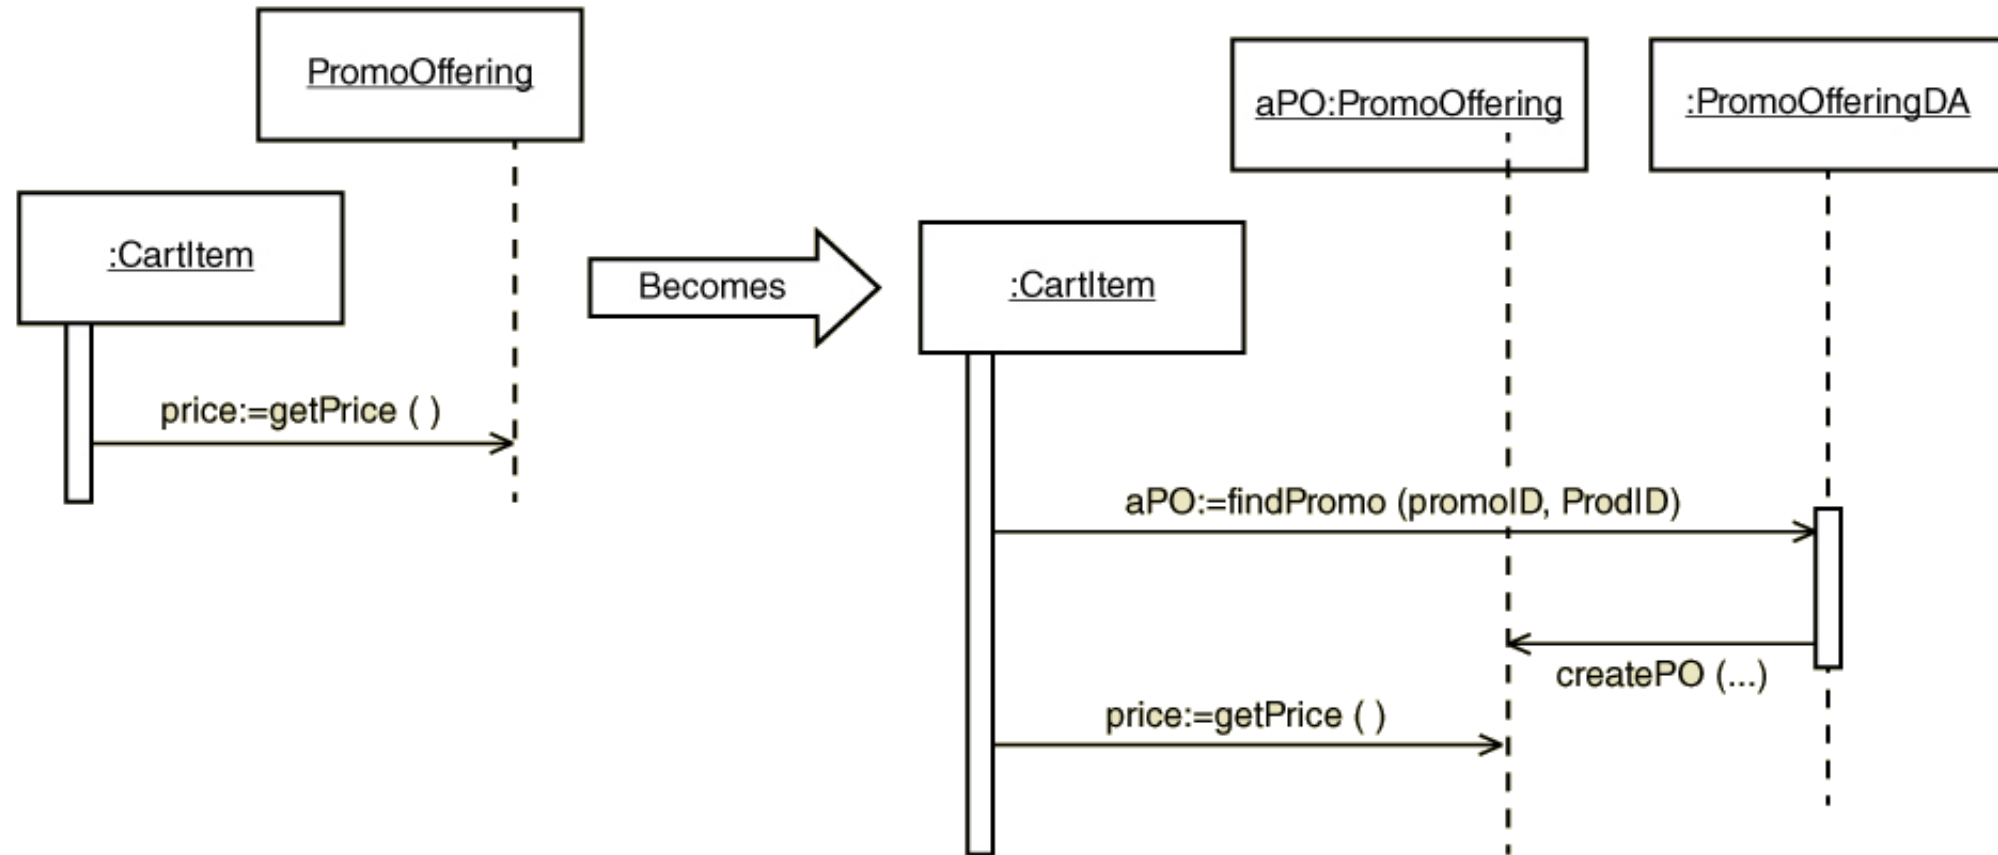 PromoOffering
:CartItem
price:=getPrice ( )
Becomes
aPO:PromoOffering
:PromoOfferingDA
:CartItem
aPO:=findPromo (promoID, ProdID)
createPO (...)
price:=getPrice ( )